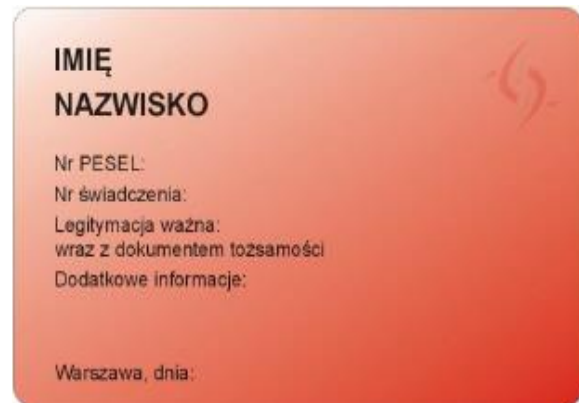 IMIĘ
NAZWISKO
Nr PESEL:
Nr świadczenia:
Legitymacja ważna:
wraz z dokumentem tożsamości
Dodatkowe informacje:
Warszawa, dnia: